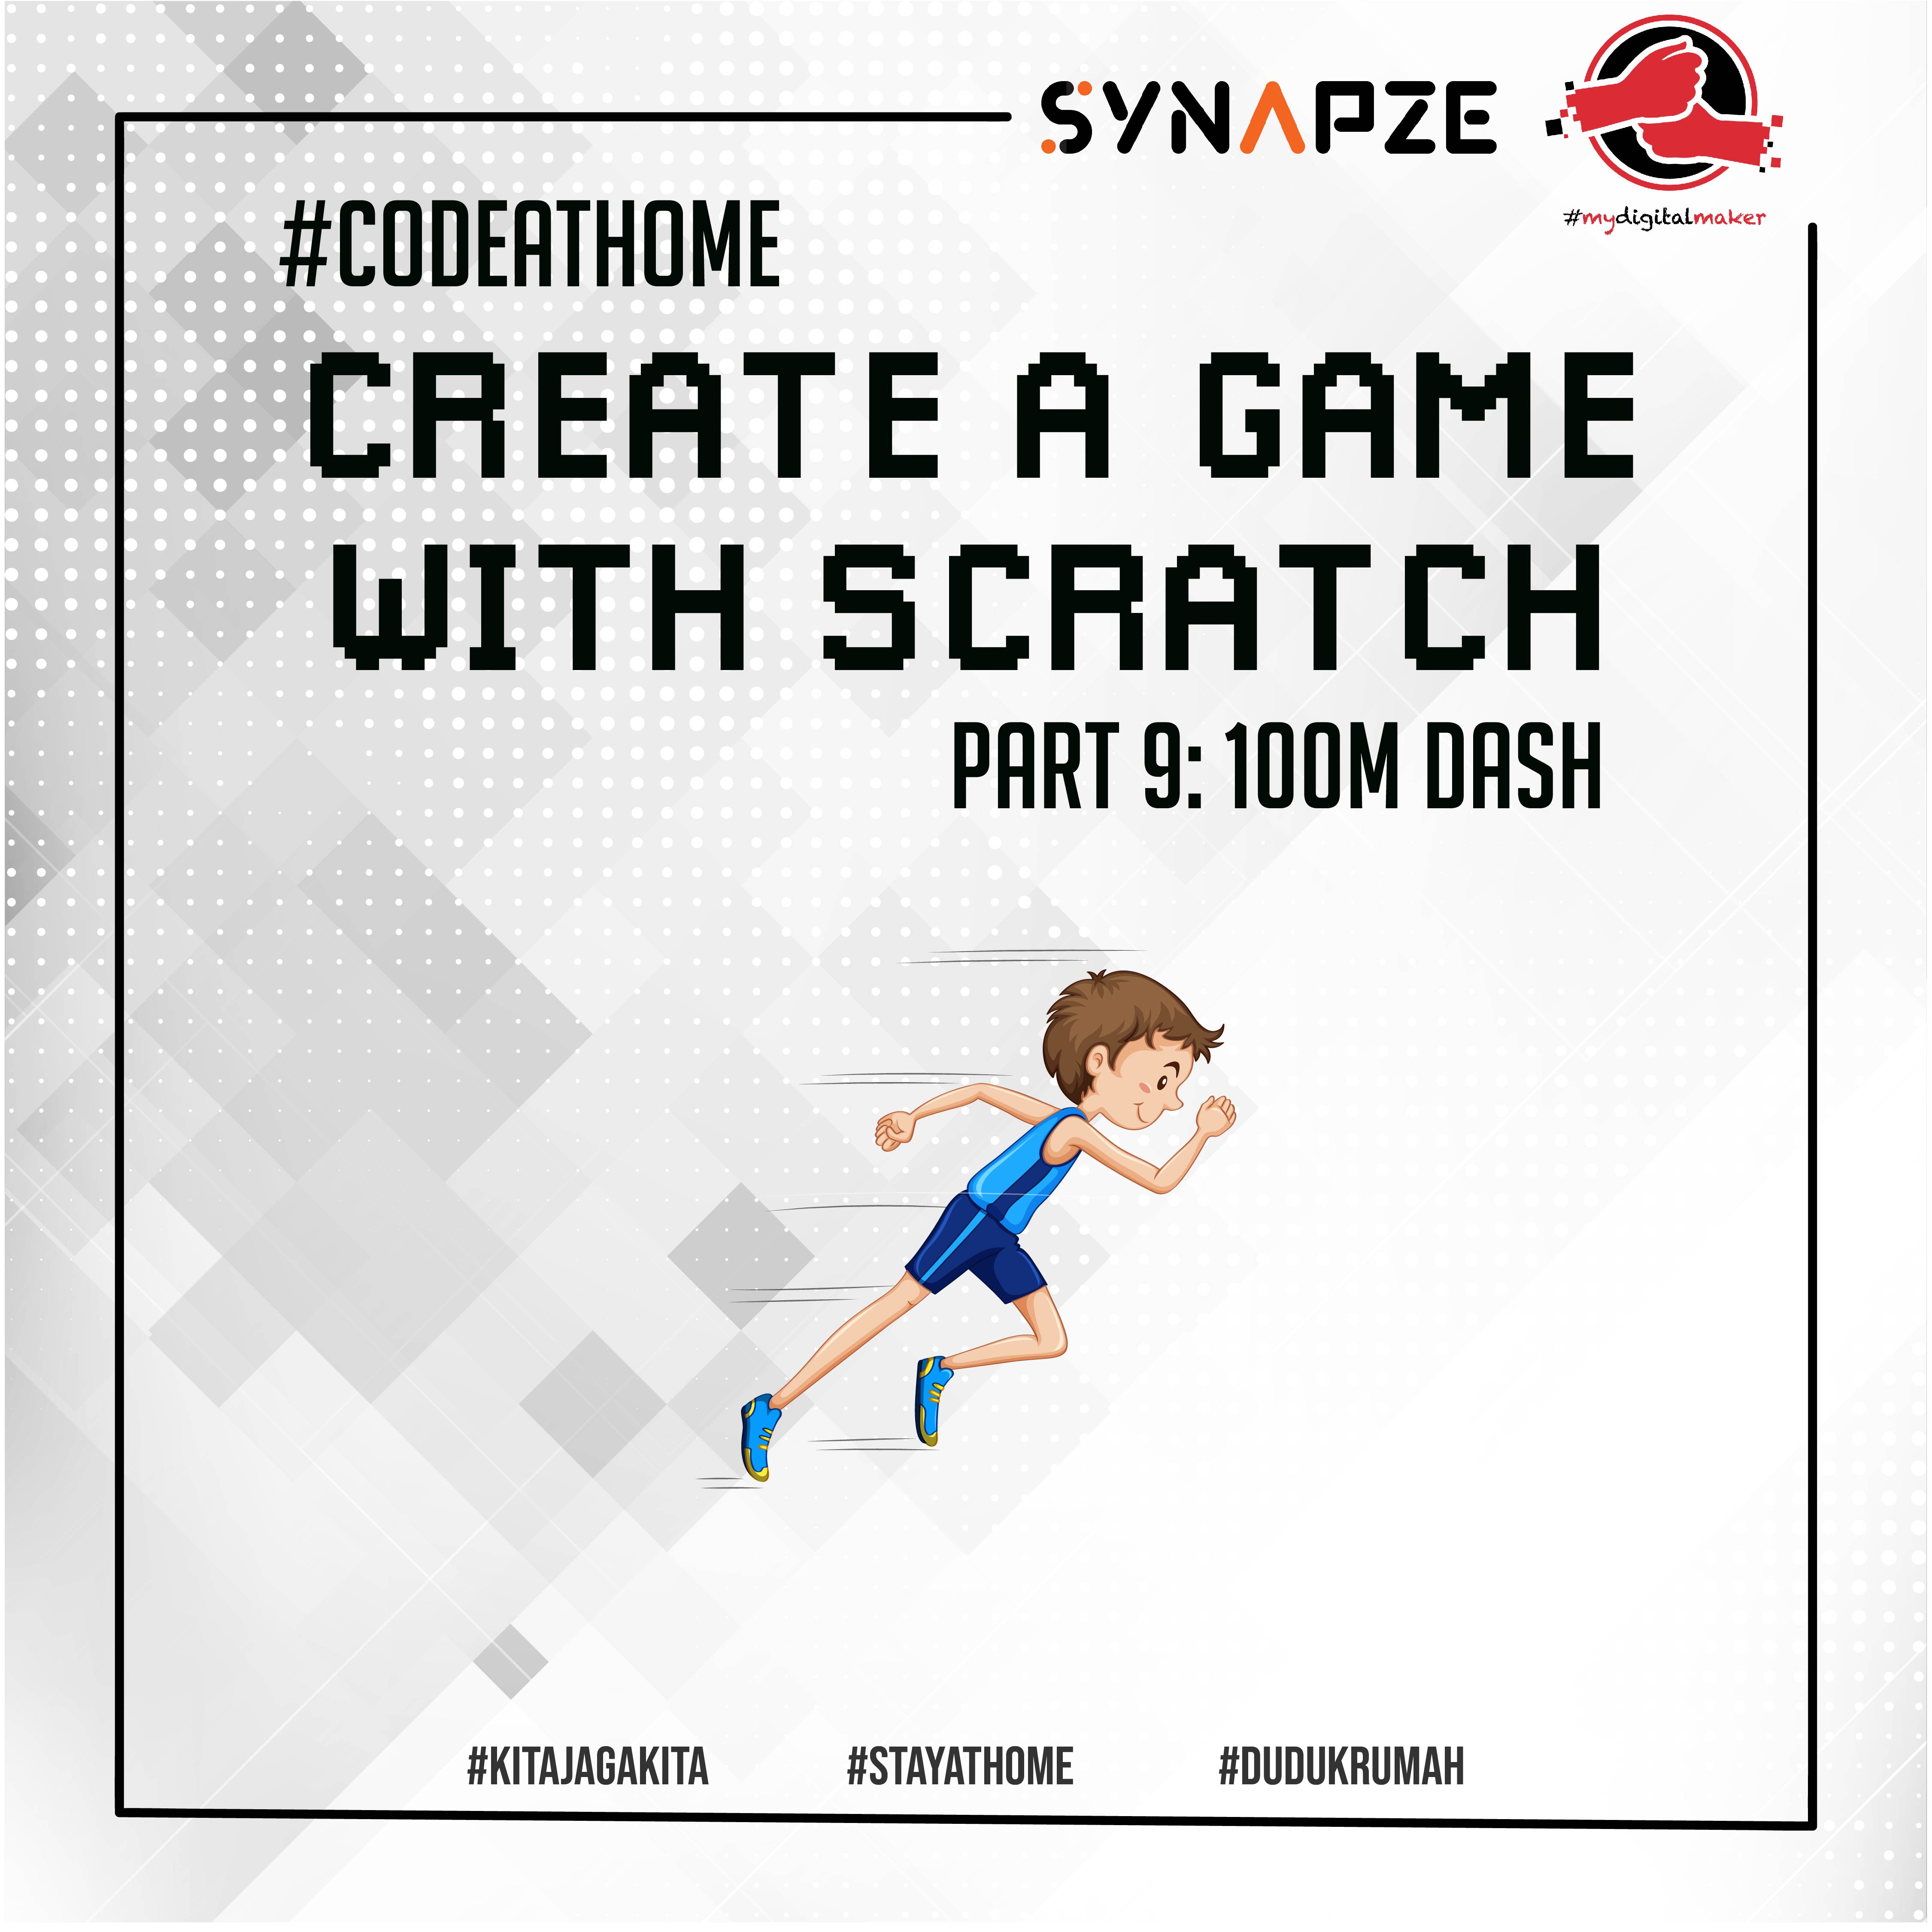 SYNAPZE
#mydigitalmaker
#CODEATHOME
CREATE A GAME
WITH SCRATCH
PART 9: 100M DASH
#KITAJAGAKITA #STAYATHOME #DUDUKRUMAH